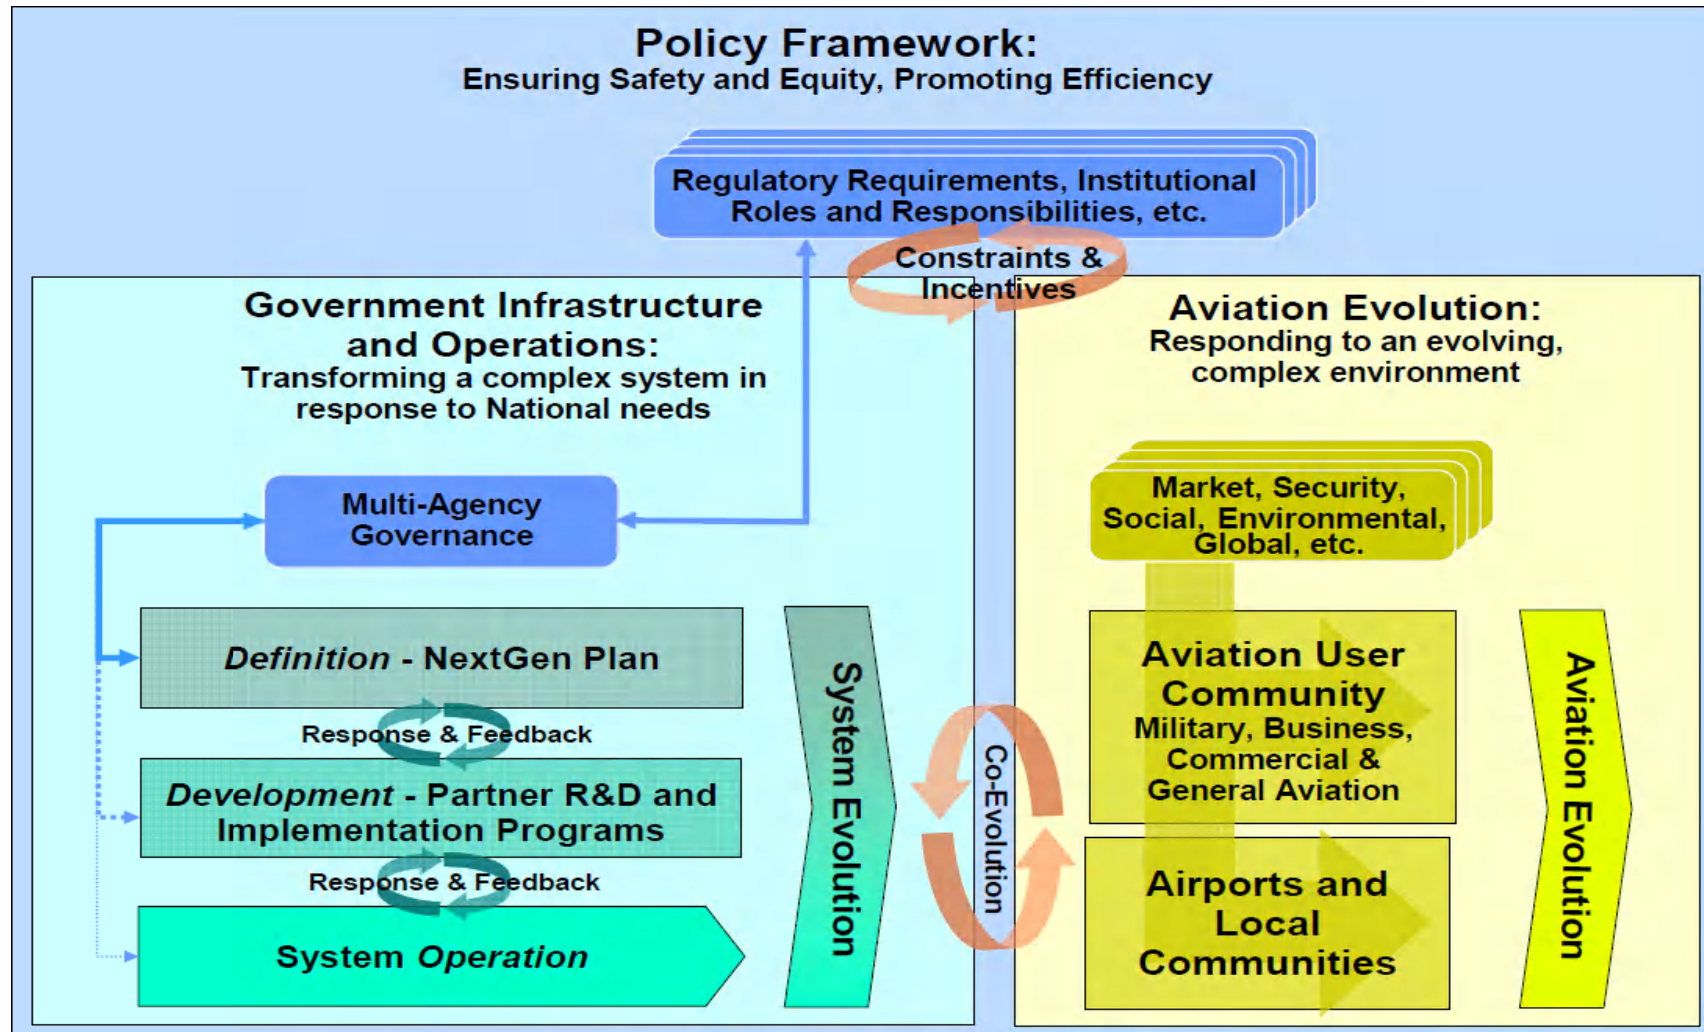 Policy Framework:
Ensuring Safety and Equity, Promoting Efficiency
Regulatory Requirements, Institutional
Roles and Responsibilities, etc.
Constraints &
Incentives
Government Infrastructure
and Operations:
Transforming a complex system in
response to National needs
Multi-Agency
Governance
Definition - NextGen Plan
Response & Feedback
Development - Partner R&D and
Implementation Programs
Response & Feedback
System Operation
System Evolution
Co-Evolution
Aviation Evolution:
Responding to an evolving,
complex environment
Market, Security,
Social, Environmental,
Global, etc.
Aviation User
Community
Military, Business,
Commercial &
General Aviation
Airports and
Local
Communities
Aviation Evolution